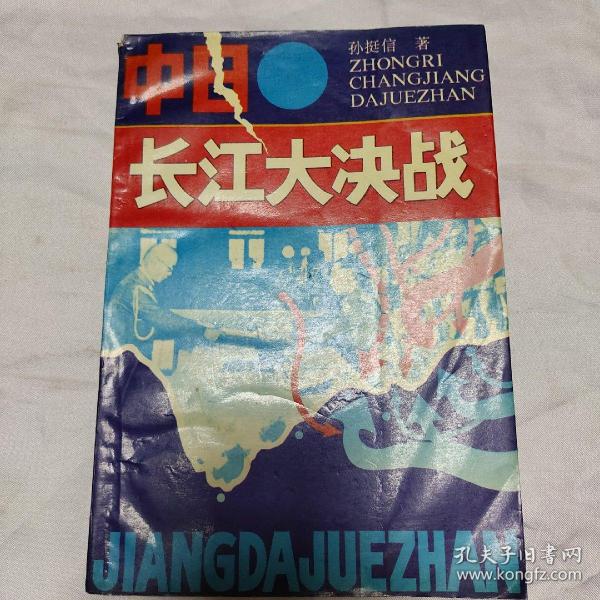 中日
孙挺信 著
ZHONGRI
CHANGJIANG
DAJUEZHAN
长江大决战
JIANGDAJUEZHAN
孔夫子旧书网
www.kongfz.com